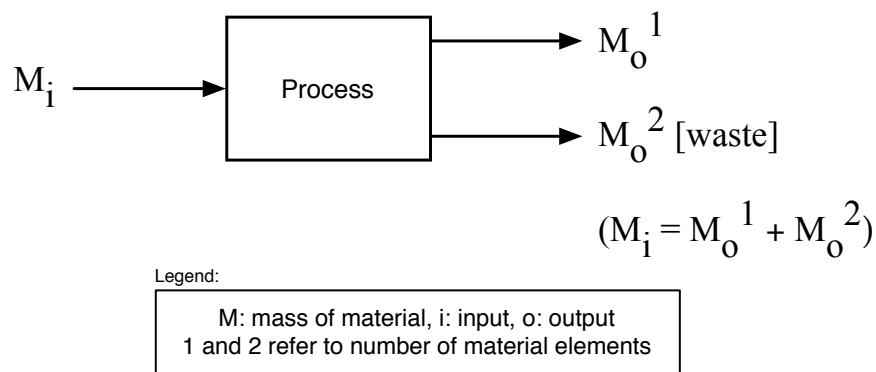 M_i
Process
M_o^1
M_o^2 [waste]
(M_i = M_o^1 + M_o^2)
Legend:
M: mass of material, i: input, o: output
1 and 2 refer to number of material elements